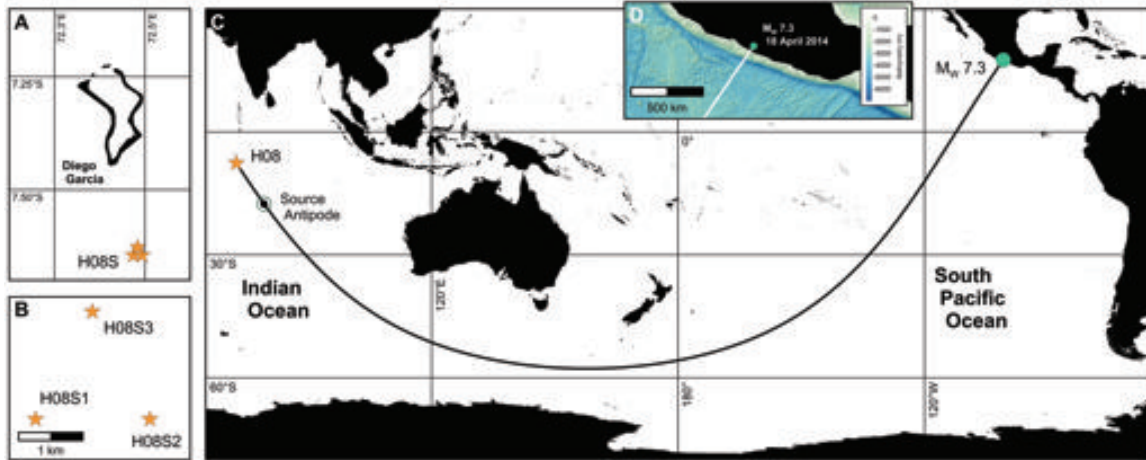 A
72.3°E
72.5°E
7.25°S
Diego
Garcia
7.50°S
H08S
B
H08S3
H08S1
H08S2
1 km
C
H08
Source
Antipode
0°
30°S
60°S
120°E
180°
120°W
Indian
Ocean
South
Pacific
Ocean
Mw 7.3
D
Mw 7.3
18 April 2014
500 km